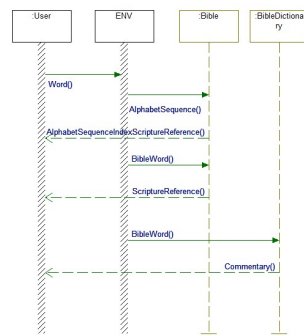 :User
ENV
:Bible
:BibleDictiona
ry
Word()
AlphabetSequence()
AlphabetSequenceIndexScriptureReference()
BibleWord()
ScriptureReference()
BibleWord()
Commentary()